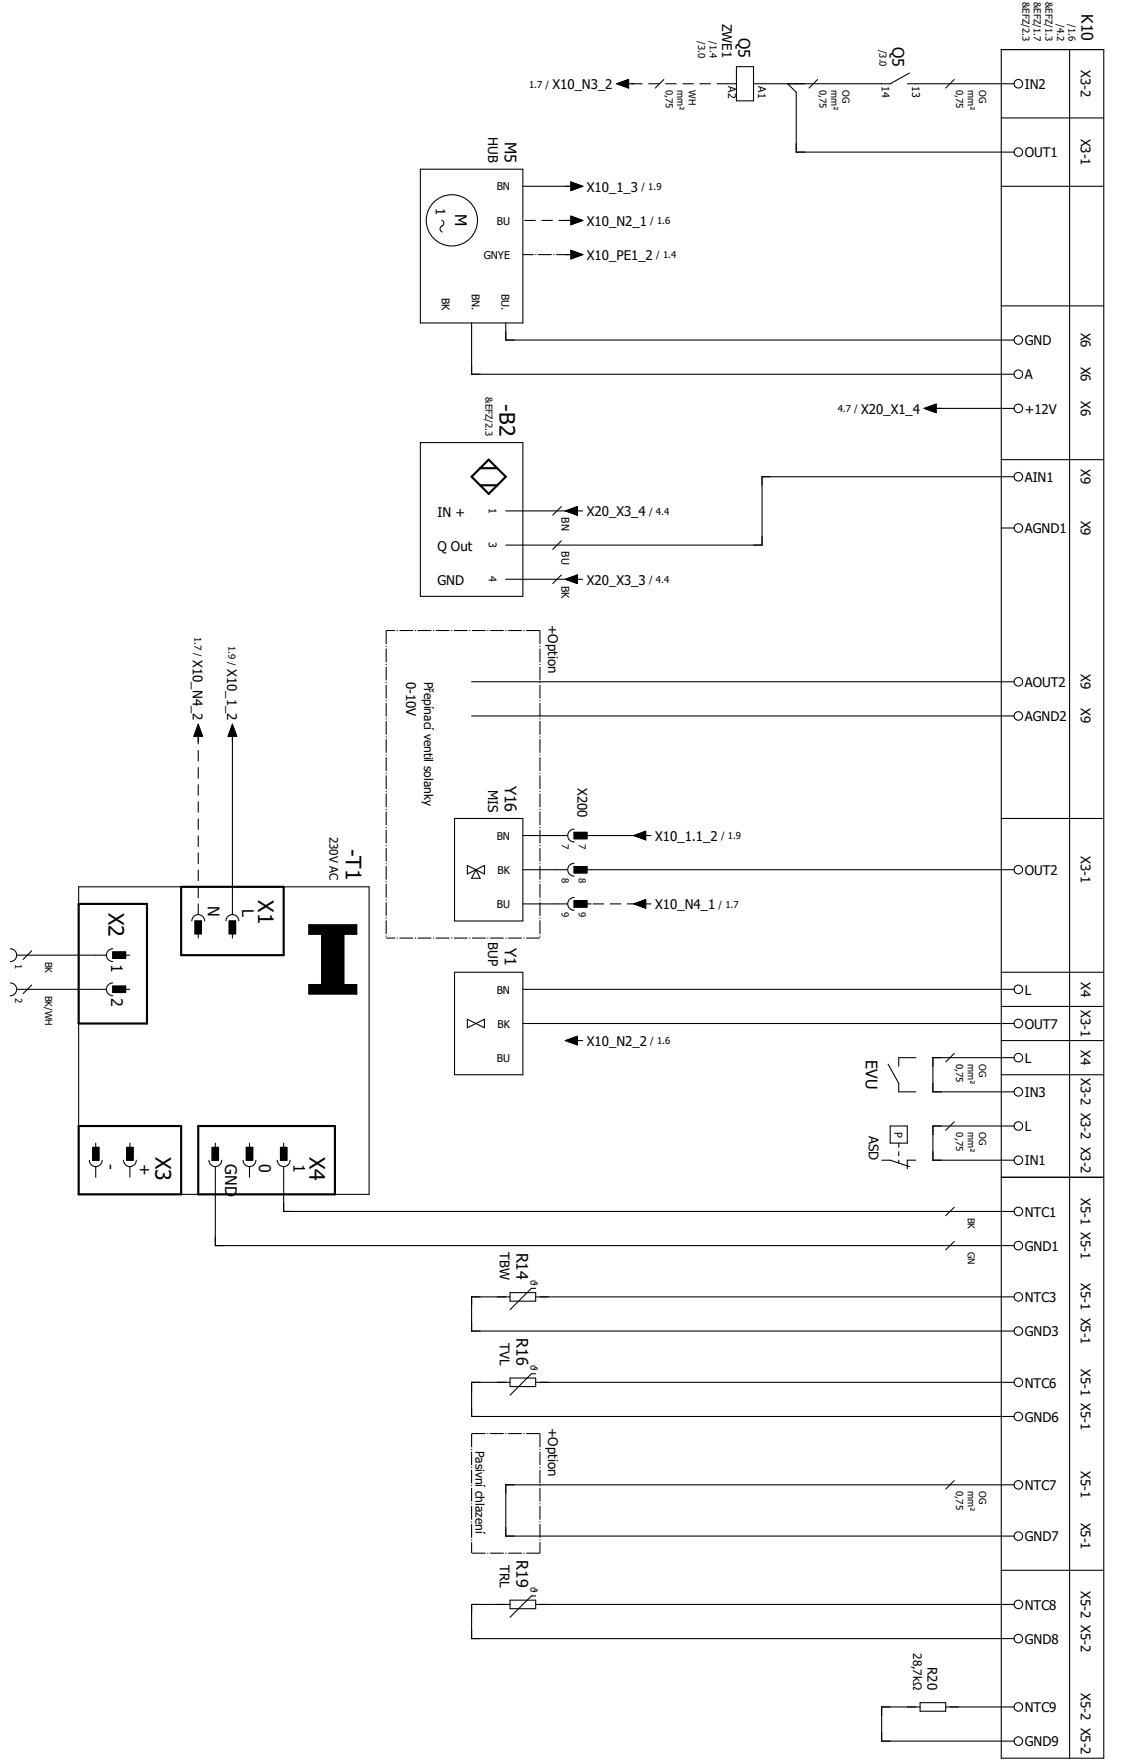 K10
/1.6
/4.2
&EFZ/1.3
&EFZ/1.7
&EFZ/2.3
X3-2
IN2
OG
mm²
0,75
13
14
Q5
/3.0
OG
mm²
0,75
A1
A2
Q5
ZWE1
/1.4
/3.0
WH
mm²
0,75
1.7 / X10_N3_2
X3-1
OUT1
M5
HUB
BN
X10_1_3 / 1.9
BU
X10_N2_1 / 1.6
GNYE
X10_PE1_2 / 1.4
M
1 ~
BK
BN.
BU.
X6
GND
X6
A
X6
+12V
4.7 / X20_X1_4
-B2
&EFZ/2.3
X9
AIN1
X9
AGND1
IN +
1
BN
X20_X3_4 / 4.4
Q Out
3
BU
GND
4
BK
X20_X3_3 / 4.4
+Option
Přepínací ventil solanky
0-10V
X9
AOUT2
X9
AGND2
Y16
MIS
X200
BN
7
7
X10_1.1_2 / 1.9
BK
8
8
X3-1
OUT2
BU
9
9
X10_N4_1 / 1.7
1.9 / X10_1_2
1.7 / X10_N4_2
-T1
230V AC
X1
L
N
X2
1
2
BK
1
BK/WH
2
Y1
BUP
BN
BK
BU
X4
L
X3-1
OUT7
X10_N2_2 / 1.6
X4
L
X3-2
IN3
OG
mm²
0,75
EVU
X3-2
L
X3-2
IN1
OG
mm²
0,75
P
ASD
X4
1
0
GND
X3
+
-
X5-1
NTC1
BK
X5-1
GND1
GN
R14
TBW
ϑ
X5-1
NTC3
X5-1
GND3
R16
TVL
ϑ
X5-1
NTC6
X5-1
GND6
+Option
Pasivní chlazení
X5-1
NTC7
OG
mm²
0,75
X5-1
GND7
R19
TRL
ϑ
X5-2
NTC8
X5-2
GND8
R20
28,7kΩ
X5-2
NTC9
X5-2
GND9